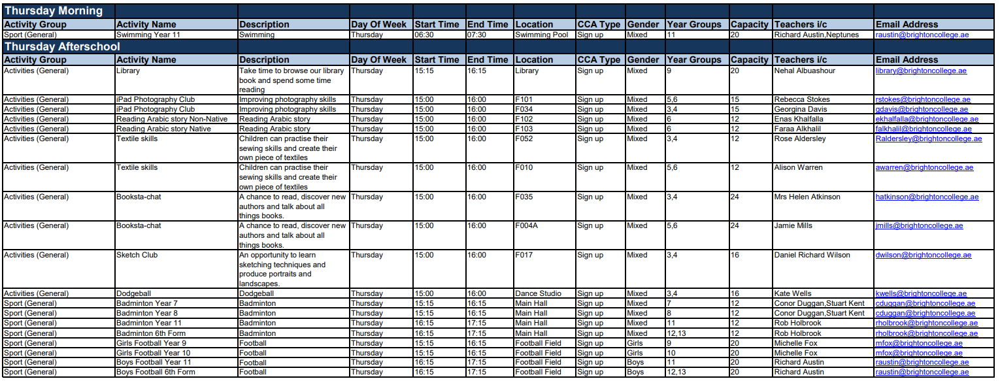 Thursday Morning
Activity Group Activity Name Description Day Of Week Start Time End Time Location CCA Type Gender Year Groups Capacity Teachers i/c Email Address
Sport (General) Swimming Year 11 Swimming Thursday 06:30 07:30 Swimming Pool Sign up Mixed 11 20 Richard Austin,Neptunes raustin@brightoncollege.ae
Thursday Afterschool
Activity Group Activity Name Description Day Of Week Start Time End Time Location CCA Type Gender Year Groups Capacity Teachers i/c Email Address
Activities (General) Library Take time to browse our library Thursday 15:15 16:15 Library Sign up Mixed 9 20 Nehal Albuashour library@brightoncollege.ae
book and spend some time
reading
Activities (General) iPad Photography Club Improving photography skills Thursday 15:00 16:00 F101 Sign up Mixed 5,6 15 Rebecca Stokes rstokes@brightoncollege.ae
Activities (General) iPad Photography Club Improving photography skills Thursday 15:00 16:00 F034 Sign up Mixed 3,4 15 Georgina Davis gdavis@brightoncollege.ae
Activities (General) Reading Arabic story Non-Native Reading Arabic story Thursday 15:00 16:00 F102 Sign up Mixed 6 12 Enas Khalfalla ekhalfalla@brightoncollege.ae
Activities (General) Reading Arabic story Native Reading Arabic story Thursday 15:00 16:00 F103 Sign up Mixed 6 12 Faraa Alkhalil falkhalil@brightoncollege.ae
Activities (General) Textile skills Children can practise their Thursday 15:00 16:00 F052 Sign up Mixed 3,4 12 Rose Aldersley Raldersley@brightoncollege.ae
sewing skills and create their
own piece of textiles
Activities (General) Textile skills Children can practise their Thursday 15:00 16:00 F010 Sign up Mixed 5,6 12 Alison Warren awarren@brightoncollege.ae
sewing skills and create their
own piece of textiles
Activities (General) Booksta-chat A chance to read, discover new Thursday 15:00 16:00 F035 Sign up Mixed 3,4 24 Mrs Helen Atkinson hatkinson@brightoncollege.ae
authors and talk about all
things books.
Activities (General) Booksta-chat A chance to read, discover new Thursday 15:00 16:00 F004A Sign up Mixed 5,6 24 Jamie Mills jmills@brightoncollege.ae
authors and talk about all
things books.
Activities (General) Sketch Club An opportunity to learn Thursday 15:00 16:00 F017 Sign up Mixed 3,4 16 Daniel Richard Wilson dwilson@brightoncollege.ae
sketching techniques and
produce portraits and
landscapes.
Activities (General) Dodgeball Dodgeball Thursday 15:00 16:00 Dance Studio Sign up Mixed 3,4 16 Kate Wells kwells@brightoncollege.ae
Sport (General) Badminton Year 7 Badminton Thursday 15:15 16:15 Main Hall Sign up Mixed 7 12 Conor Duggan,Stuart Kent cduggan@brightoncollege.ae
Sport (General) Badminton Year 8 Badminton Thursday 15:15 16:15 Main Hall Sign up Mixed 8 12 Conor Duggan,Stuart Kent cduggan@brightoncollege.ae
Sport (General) Badminton Year 11 Badminton Thursday 16:15 17:15 Main Hall Sign up Mixed 11 12 Rob Holbrook rholbrook@brightoncollege.ae
Sport (General) Badminton 6th Form Badminton Thursday 16:15 17:15 Main Hall Sign up Mixed 12,13 12 Rob Holbrook rholbrook@brightoncollege.ae
Sport (General) Girls Football Year 9 Football Thursday 15:15 16:15 Football Field Sign up Girls 9 20 Michelle Fox mfox@brightoncollege.ae
Sport (General) Girls Football Year 10 Football Thursday 15:15 16:15 Football Field Sign up Girls 10 20 Michelle Fox mfox@brightoncollege.ae
Sport (General) Boys Football Year 11 Football Thursday 16:15 17:15 Football Field Sign up Boys 11 20 Richard Austin raustin@brightoncollege.ae
Sport (General) Boys Football 6th Form Football Thursday 16:15 17:15 Football Field Sign up Boys 12,13 20 Richard Austin raustin@brightoncollege.ae